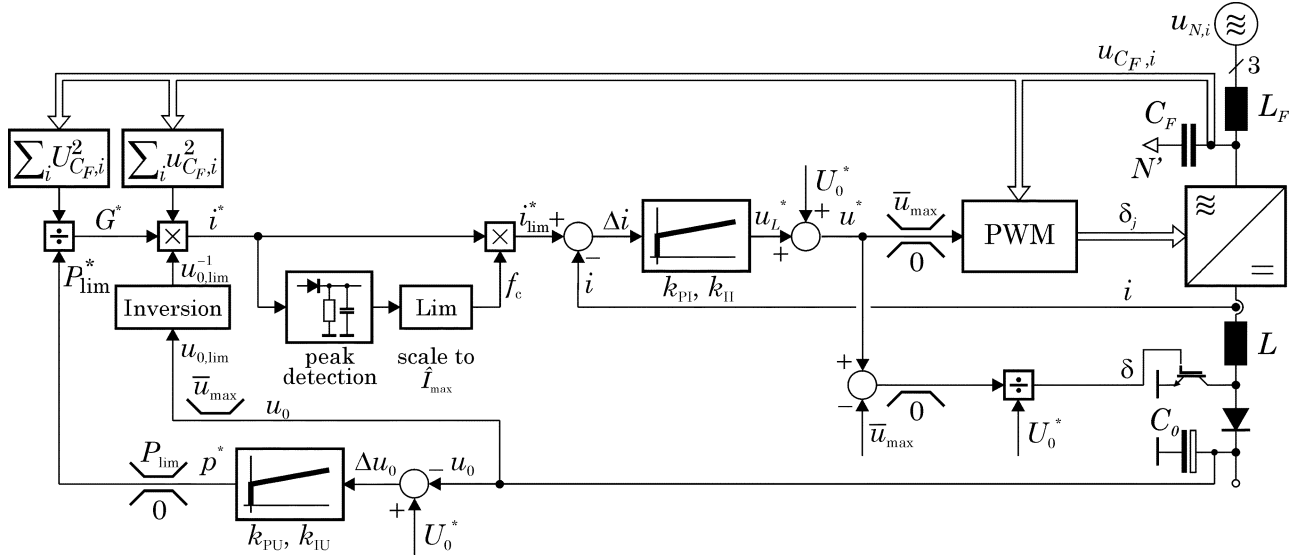 u_{N,i}
u_{C_F,i}
3
C_F
L_F
N'
∑_i U²_{C_F,i}
∑_i u²_{C_F,i}
U_0^*
ū_max
÷
G^*
×
i^*
×
i^*_lim
+
−
Δi
u_L^*
+
+
u^*
0
PWM
δ_j
=
P^*_lim
u^{-1}_{0,lim}
f_c
i
k_PI, k_II
i
Inversion
Lim
u_{0,lim}
peak
detection
scale to
Î_max
L
ū_max
u_0
+
−
0
÷
δ
ū_max
U_0^*
C_0
P_lim
p^*
0
Δu_0
−
u_0
+
k_PU, k_IU
U_0^*